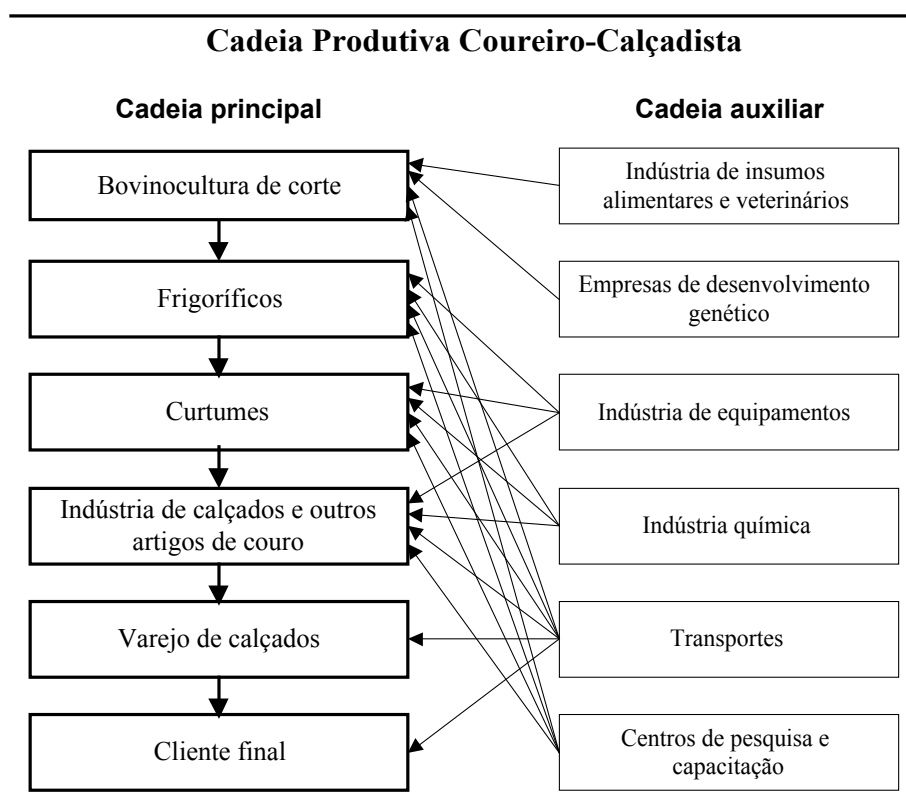 Cadeia Produtiva Coureiro-Calçadista
Cadeia principal
Cadeia auxiliar
Bovinocultura de corte
Indústria de insumos
alimentares e veterinários
Frigoríficos
Empresas de desenvolvimento
genético
Curtumes
Indústria de equipamentos
Indústria de calçados e outros
artigos de couro
Indústria química
Varejo de calçados
Transportes
Cliente final
Centros de pesquisa e
capacitação